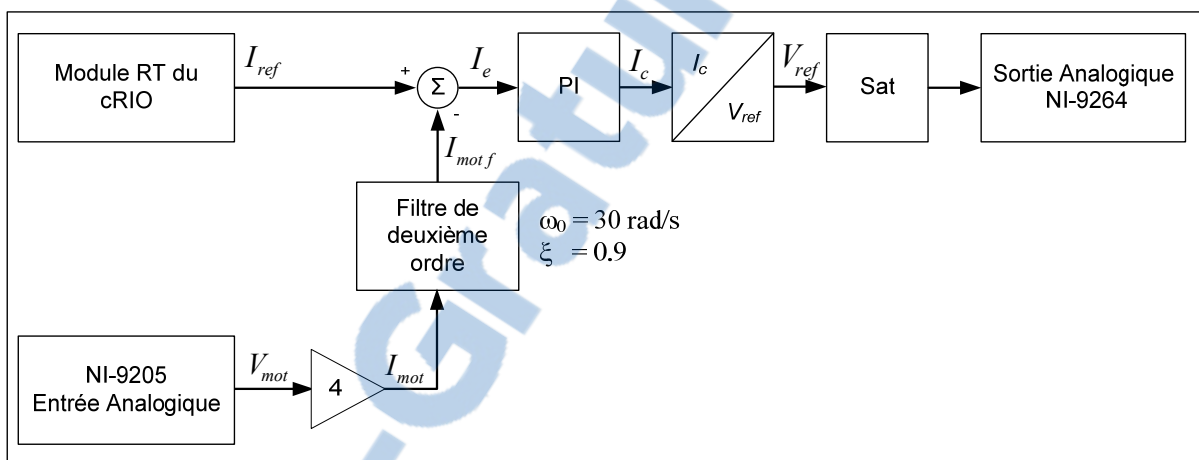 Module RT du
cRIO
I_ref
+
Σ
-
I_e
PI
I_c
I_c
V_ref
V_ref
Sat
Sortie Analogique
NI-9264
I_mot f
Filtre de
deuxième
ordre
ω₀ = 30 rad/s
ξ = 0.9
NI-9205
Entrée Analogique
V_mot
4
I_mot
-Gratui